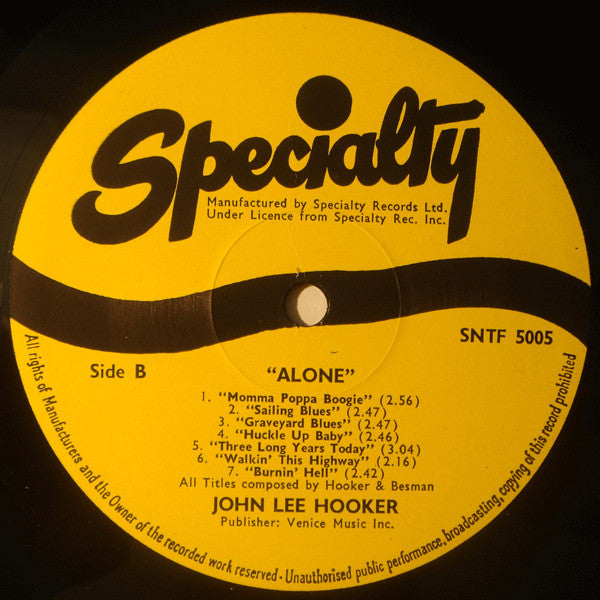 Specialty
Manufactured by Specialty Records Ltd.
Under Licence from Specialty Rec. Inc.
SNTF 5005
Side B
"ALONE"
1. "Momma Poppa Boogie" (2.56)
2. "Sailing Blues" (2.47)
3. "Graveyard Blues" (2.47)
4. "Huckle Up Baby" (2.46)
5. "Three Long Years Today" (3.04)
6. "Walkin' This Highway" (2.16)
7. "Burnin' Hell" (2.42)
All Titles composed by Hooker & Besman
JOHN LEE HOOKER
Publisher: Venice Music Inc.
All rights of Manufacturers and the Owner of the recorded work reserved · Unauthorised public performance, broadcasting, copying of this record prohibited